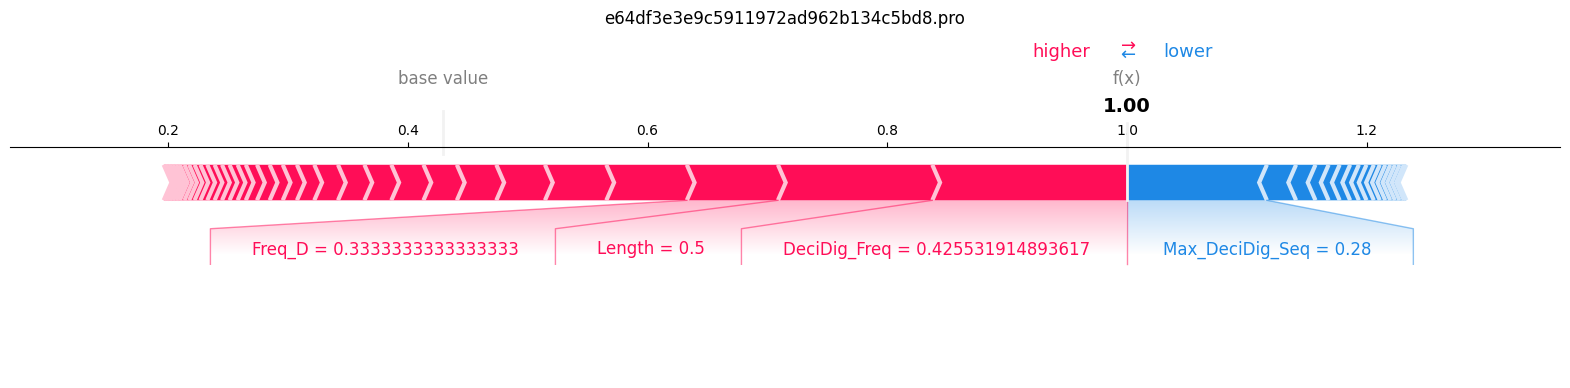 e64df3e3e9c5911972ad962b134c5bd8.pro
higher ⇄ lower
base value f(x)
1.00
0.2 0.4 0.6 0.8 1.0 1.2
Freq_D = 0.3333333333333333 Length = 0.5 DeciDig_Freq = 0.425531914893617 Max_DeciDig_Seq = 0.28